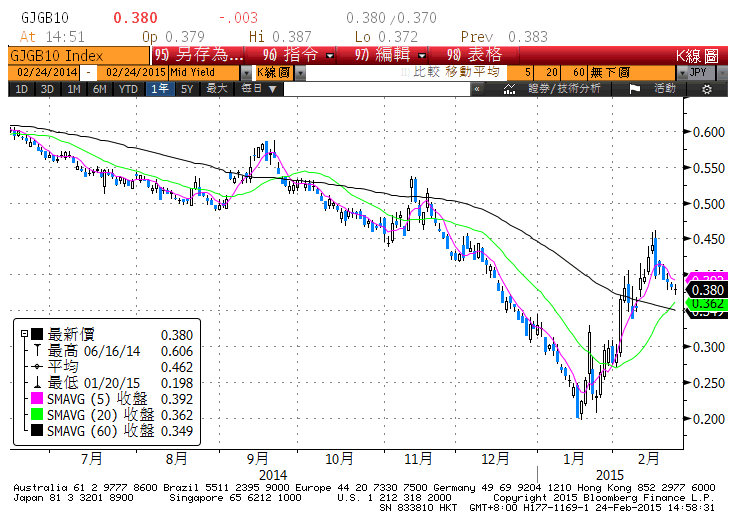 GJGB10 0.380 -.003 0.380 /0.370
At 14:51 Op 0.379 Hi 0.387 Lo 0.372 Prev 0.383
GJGB10 Index 95) 另存為... 96) 指令 97) 編輯 98) 表格 K線圖
02/24/2014 - 02/24/2015 Mid Yield K線圖 比較 移動平均 5 20 60 無下圖 JPY
1D 3D 1M 6M YTD 1年 5Y 最大 每日 ▼ « 證券/技術分析 活動
0.600
0.550
0.500
0.450
0.392
0.380
0.362
0.349
0.300
0.250
0.200
最新價 0.380
最高 06/16/14 0.606
平均 0.462
最低 01/20/15 0.198
SMAVG (5) 收盤 0.392
SMAVG (20) 收盤 0.362
SMAVG (60) 收盤 0.349
7月 8月 9月 10月 11月 12月 1月 2月
2014 2015
Australia 61 2 9777 8600 Brazil 5511 2395 9000 Europe 44 20 7330 7500 Germany 49 69 9204 1210 Hong Kong 852 2977 6000
Japan 81 3 3201 8900 Singapore 65 6212 1000 U.S. 1 212 318 2000 Copyright 2015 Bloomberg Finance L.P.
SN 833810 HKT GMT+8:00 H177-1169-1 24-Feb-2015 14:58:31